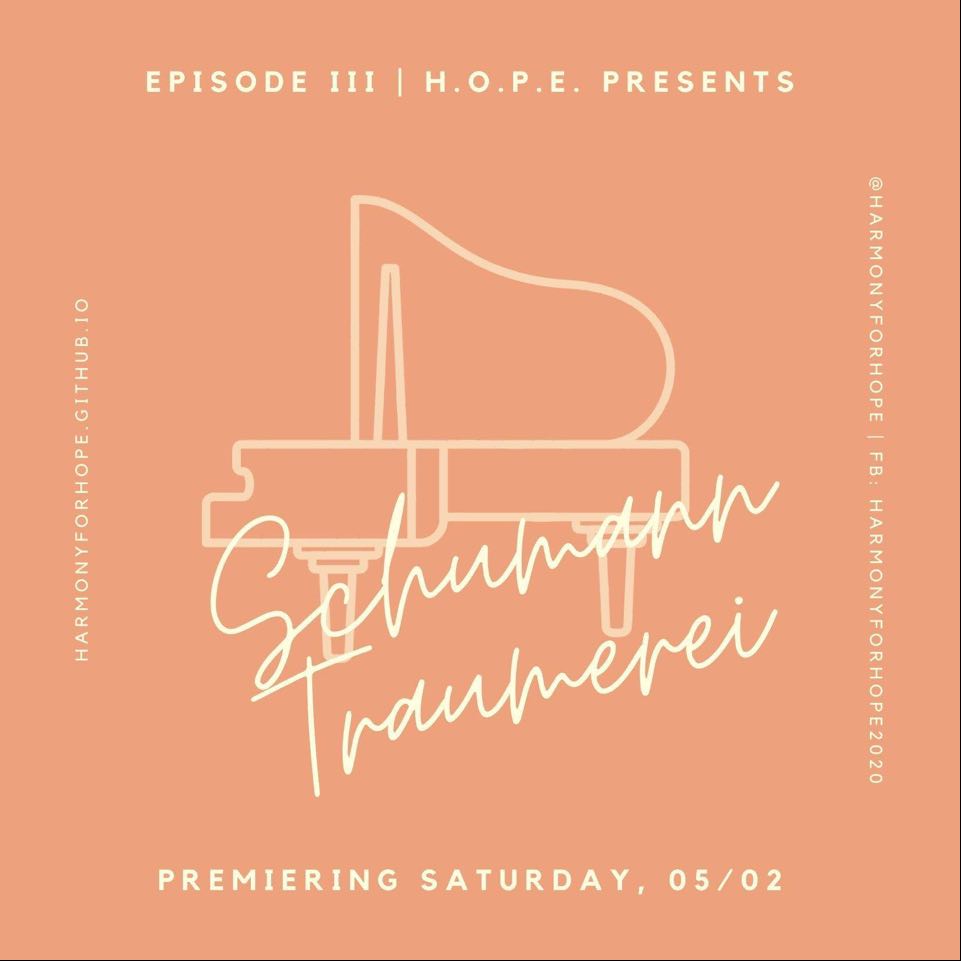 EPISODE III | H.O.P.E. PRESENTS
HARMONYFORHOPE.GITHUB.IO
@HARMONYFORHOPE | FB: HARMONYFORHOPE2020
Schumann
Traumerei
PREMIERING SATURDAY, 05/02